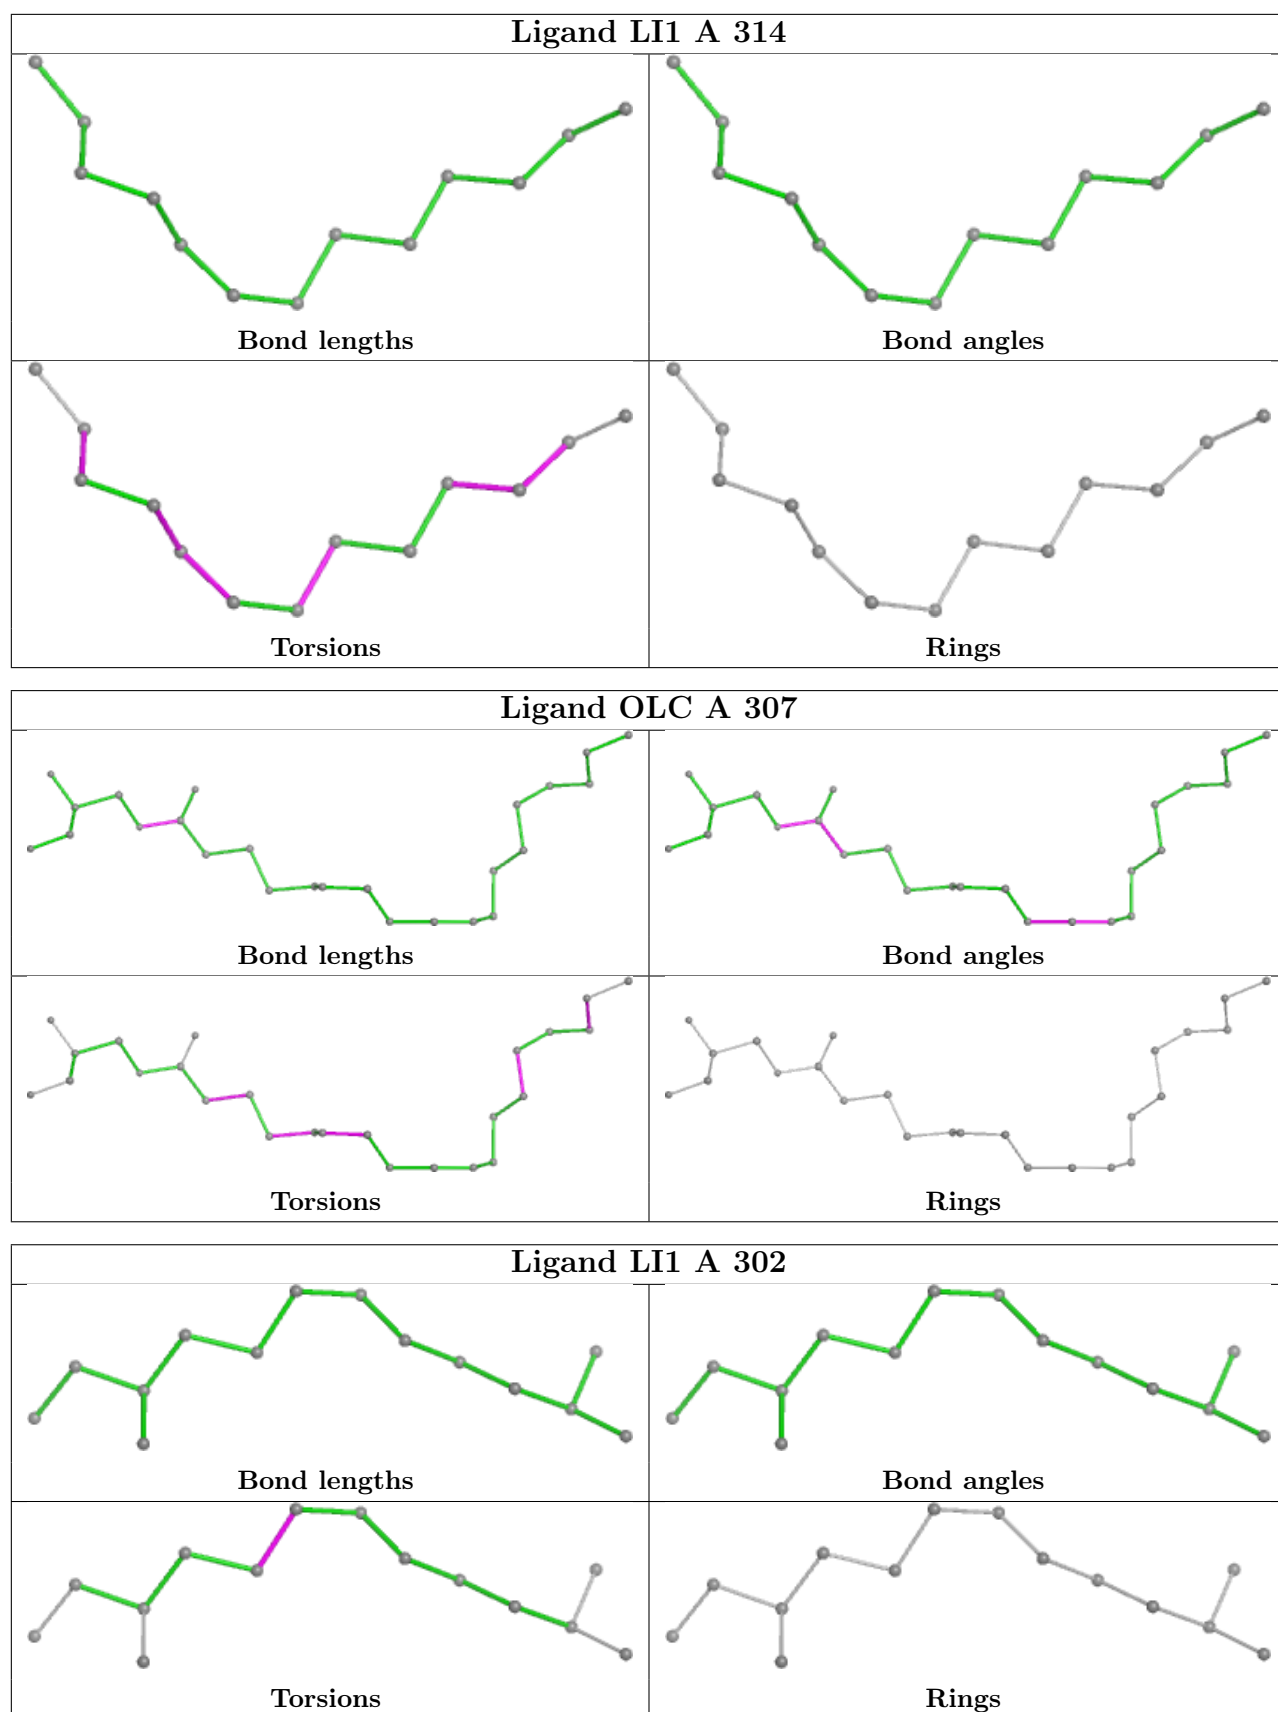 Ligand LI1 A 314
Bond lengths
Bond angles
Torsions
Rings
Ligand OLC A 307
Bond lengths
Bond angles
Torsions
Rings
Ligand LI1 A 302
Bond lengths
Bond angles
Torsions
Rings